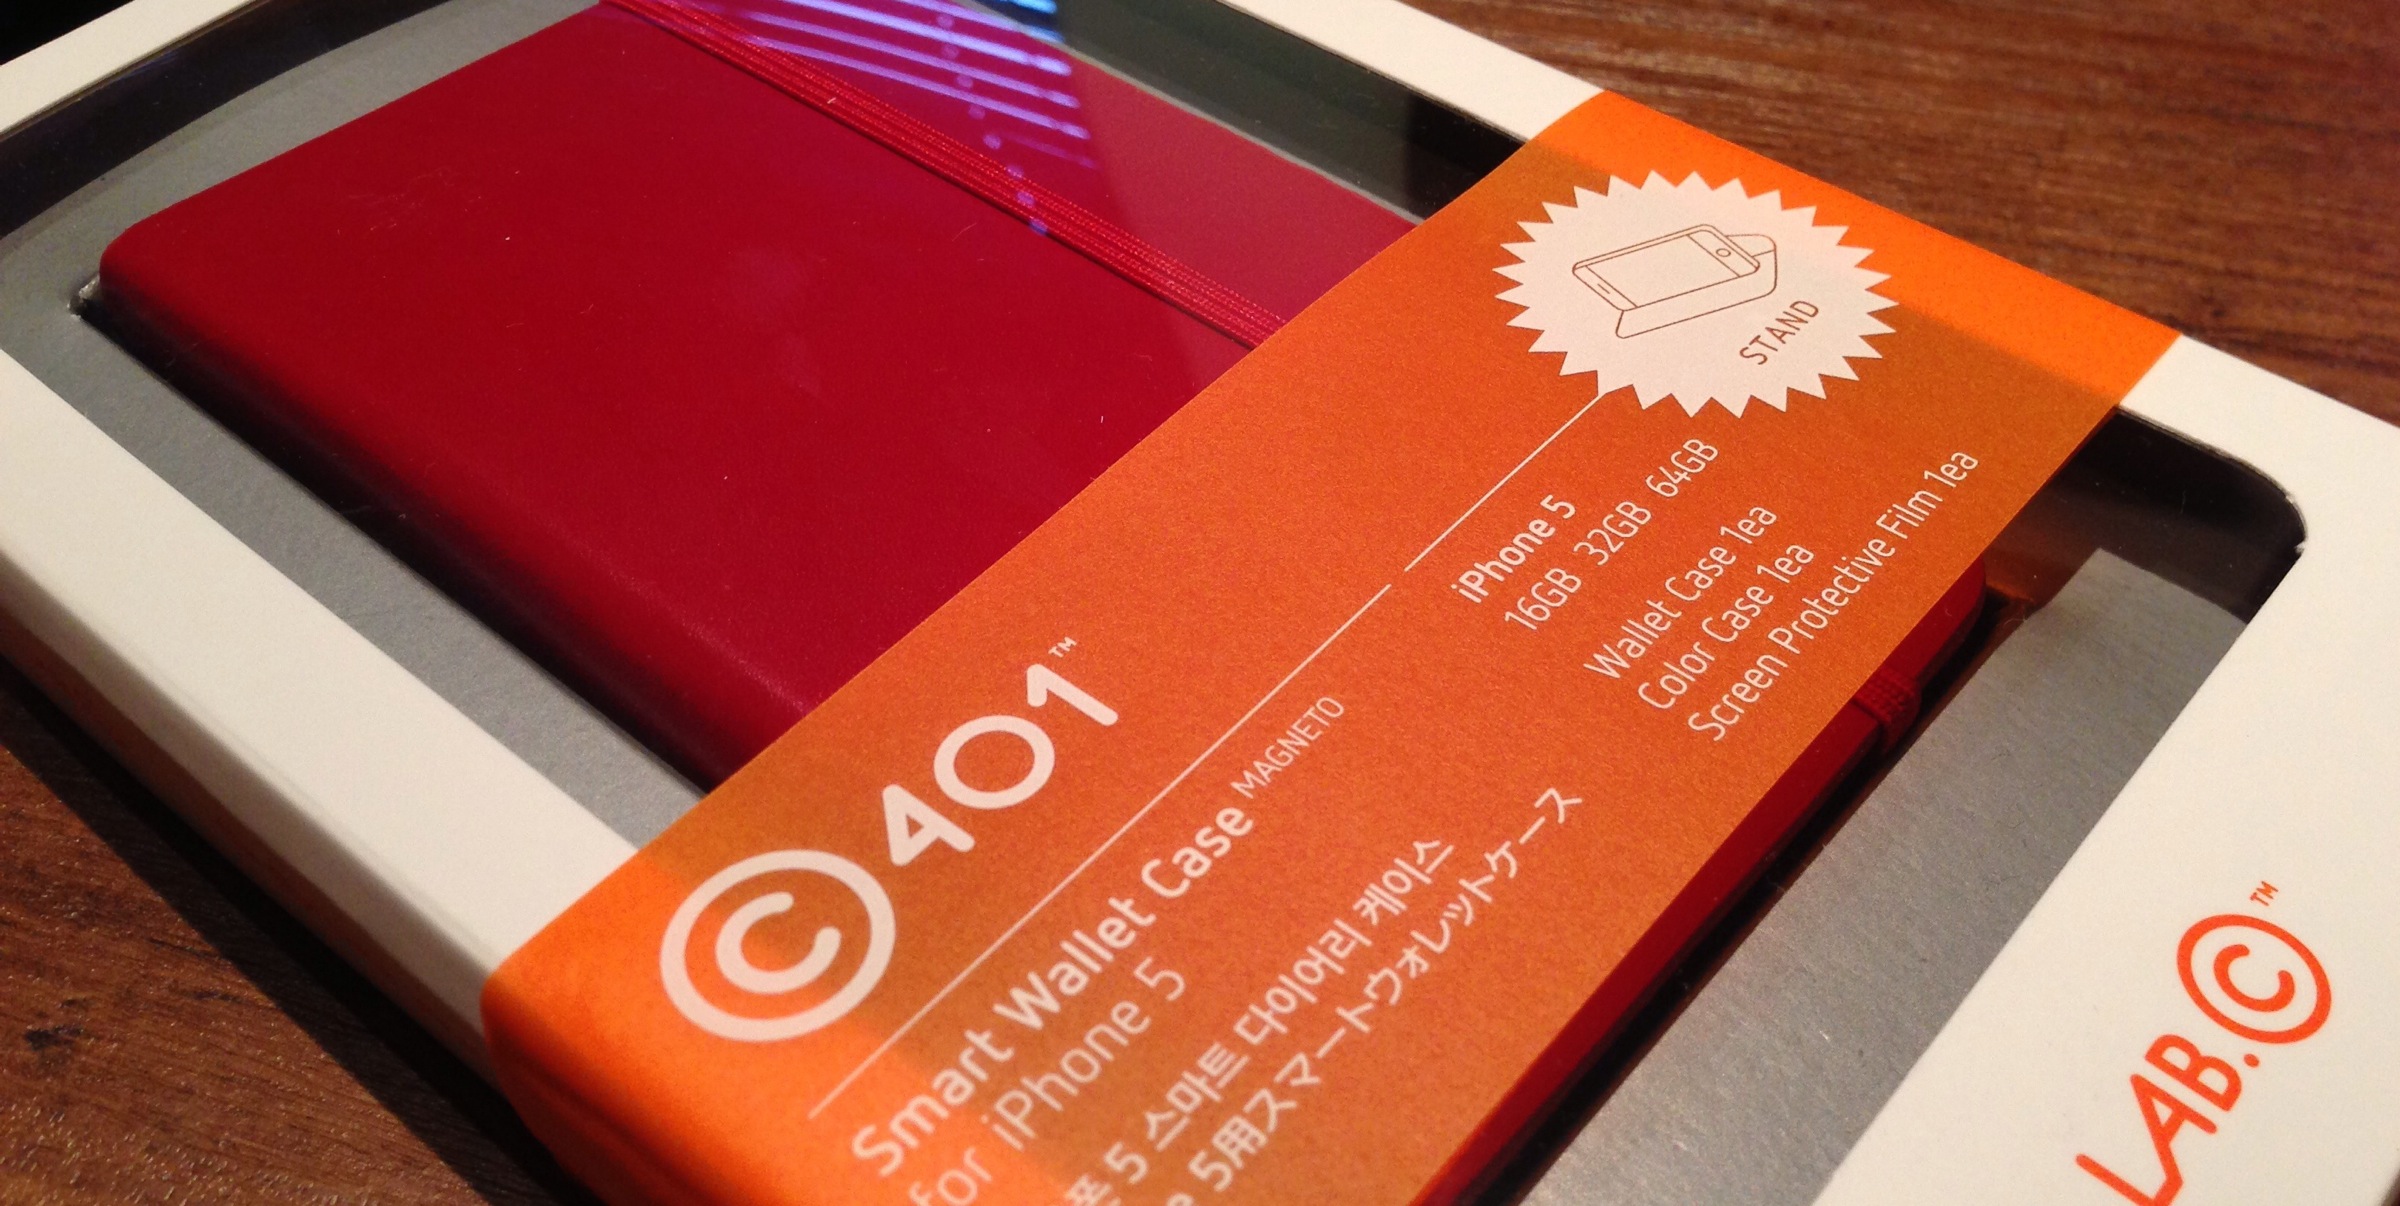 STAND
iPhone 5
16GB 32GB 64GB
Wallet Case 1ea
Color Case 1ea
Screen Protective Film 1ea
© 401™
Smart Wallet Case MAGNETO
for iPhone 5
폰 5 스마트 다이어리 케이스
5用スマートウォレットケース
LAB.©™